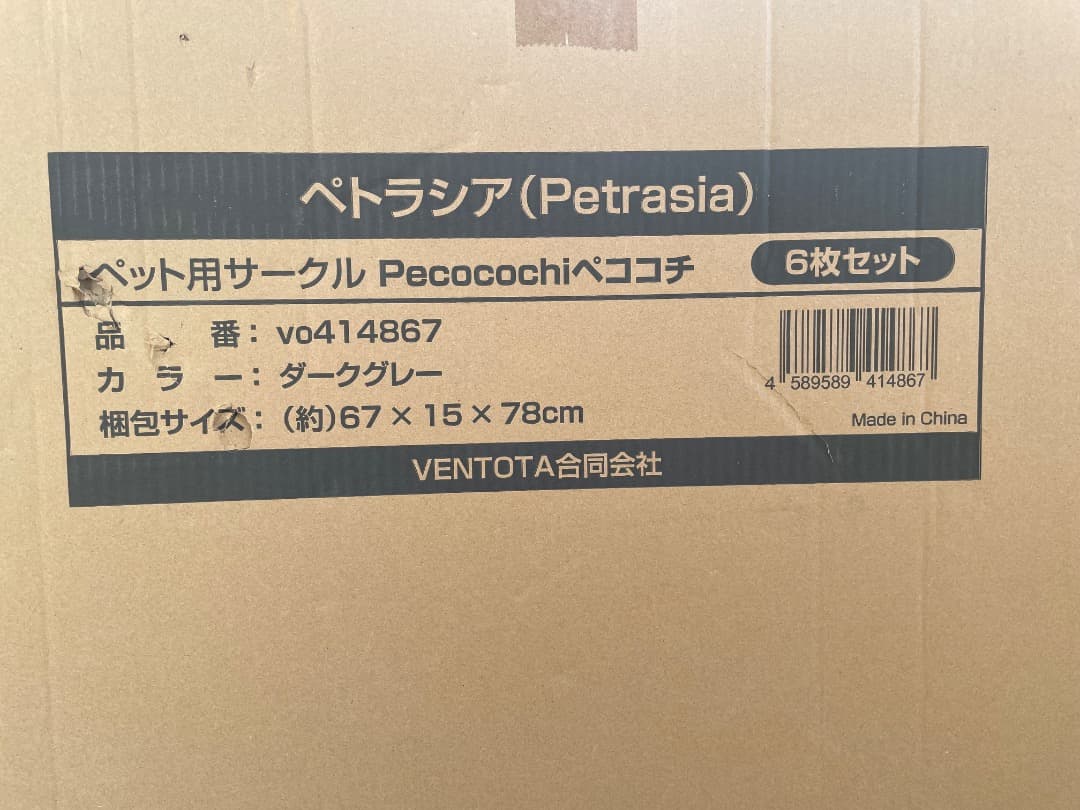 ペトラシア(Petrasia)
ペット用サークル Pecocochiペココチ 6枚セット
品番：vo414867
カラー：ダークグレー
梱包サイズ：(約)67×15×78cm
4 589589 414867
Made in China
VENTOTA合同会社